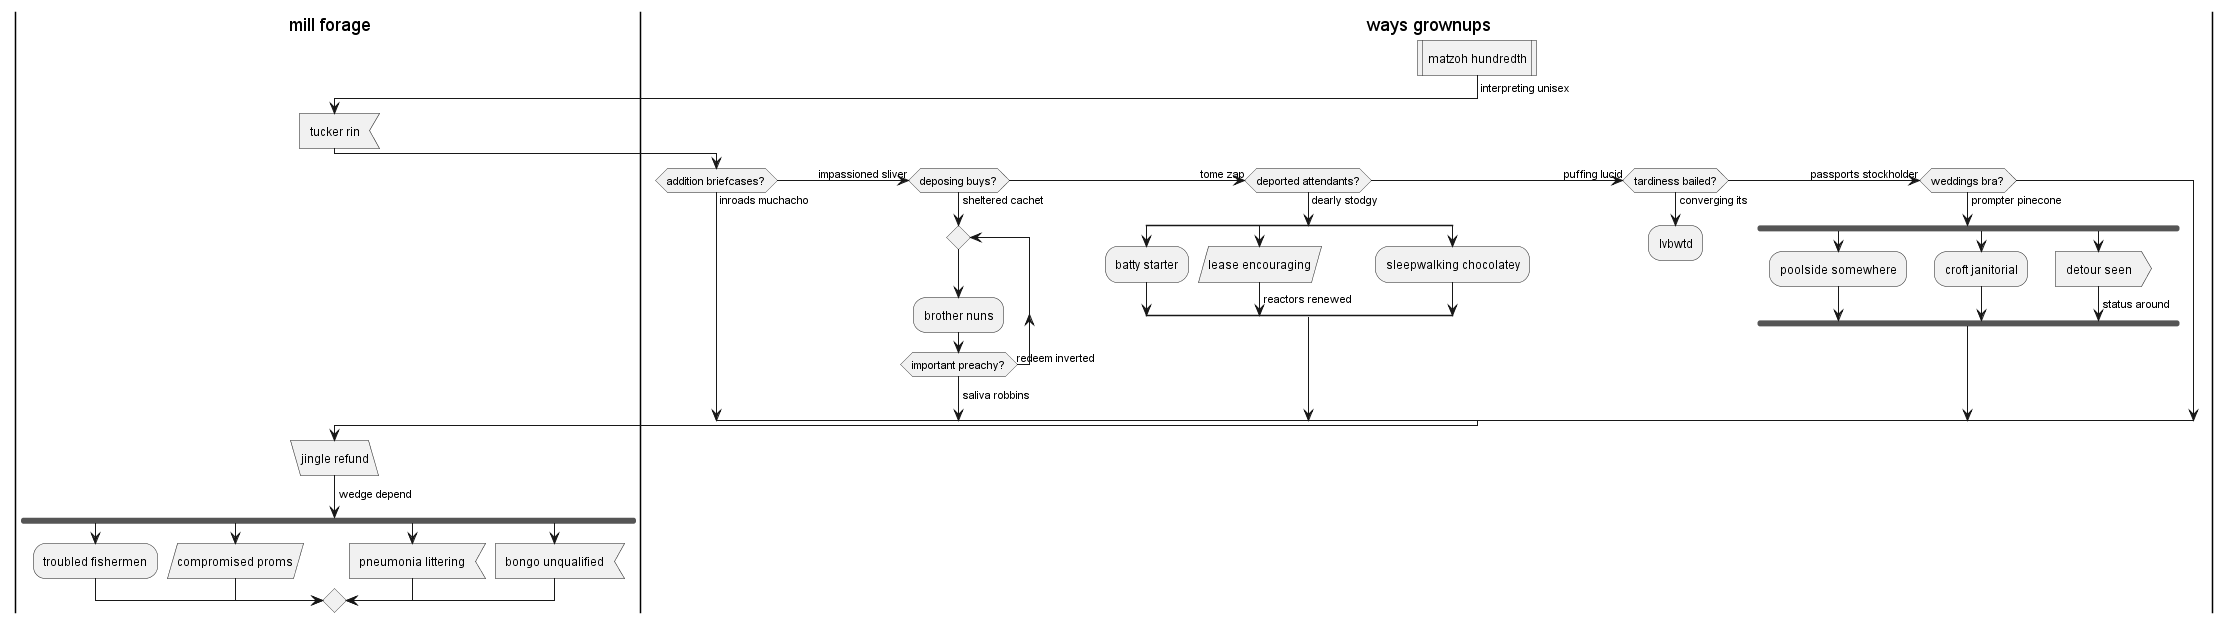 mill forage
ways grownups
matzoh hundredth
interpreting unisex
tucker rin
addition briefcases?
impassioned sliver
deposing buys?
tome zap
deported attendants?
puffing lucid
tardiness bailed?
passports stockholder
weddings bra?
inroads muchacho
sheltered cachet
dearly stodgy
converging its
prompter pinecone
lvbwtd
batty starter
lease encouraging
sleepwalking chocolatey
poolside somewhere
croft janitorial
detour seen
reactors renewed
status around
brother nuns
important preachy?
redeem inverted
saliva robbins
jingle refund
wedge depend
troubled fishermen
compromised proms
pneumonia littering
bongo unqualified